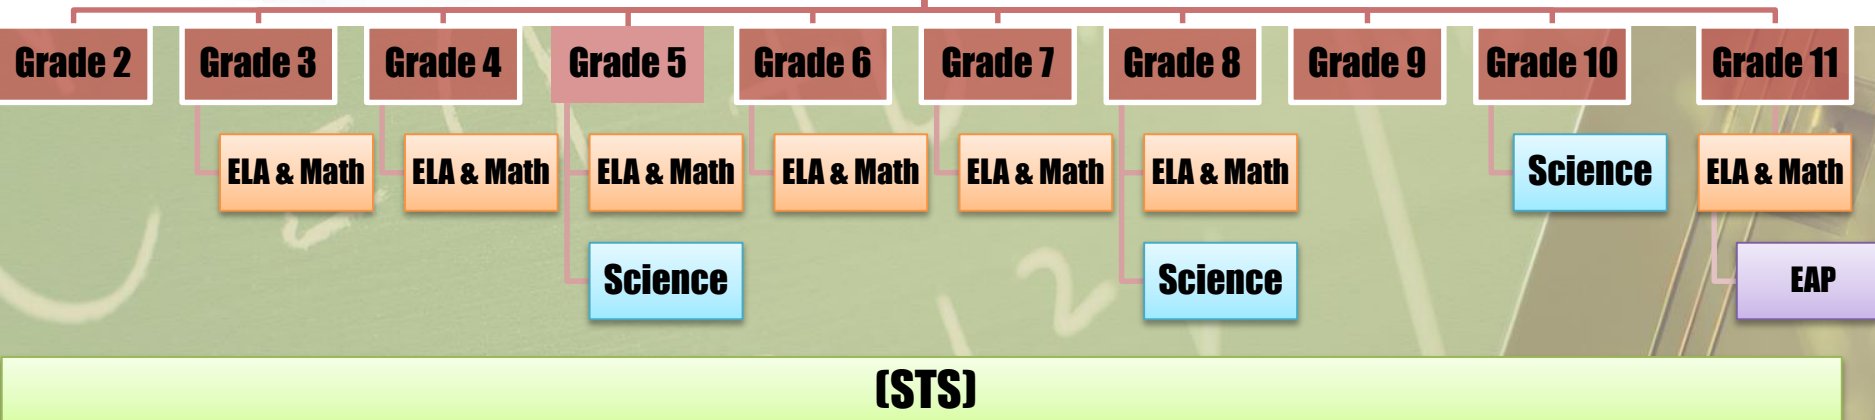 Grade 2 Grade 3 Grade 4 Grade 5 Grade 6 Grade 7 Grade 8 Grade 9 Grade 10 Grade 11
ELA & Math ELA & Math ELA & Math ELA & Math ELA & Math ELA & Math Science ELA & Math
Science Science EAP
(STS)